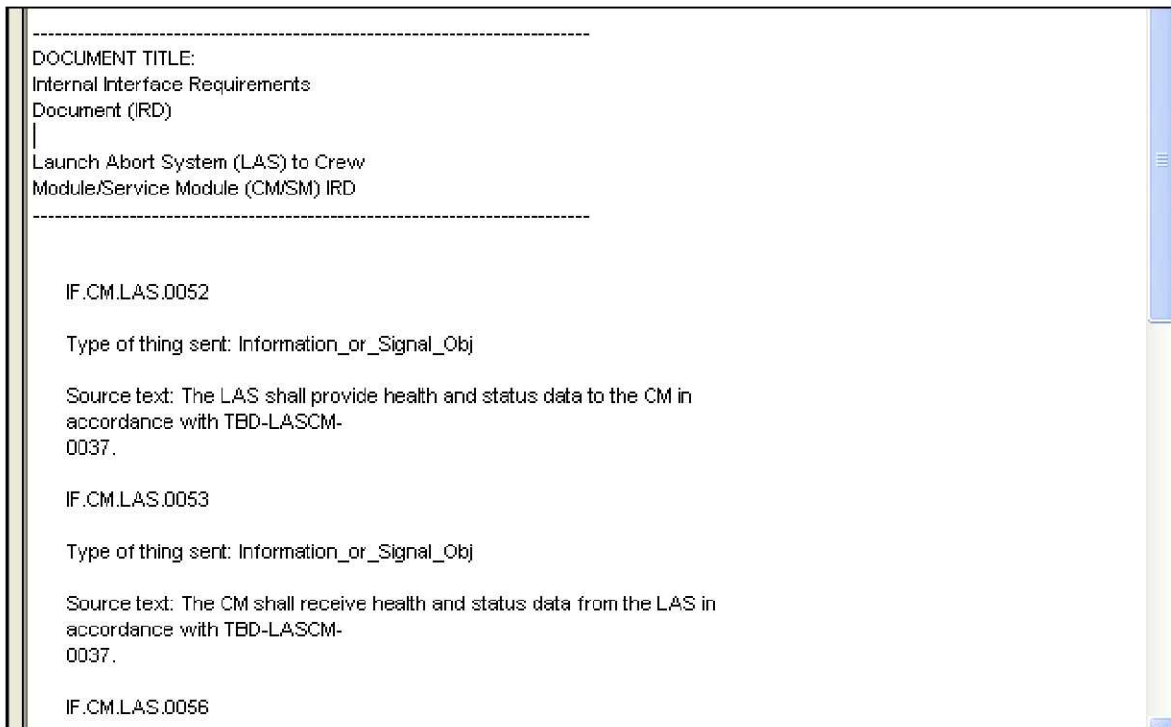 --------------------------------------------------------------------------
DOCUMENT TITLE:
Internal Interface Requirements
Document (IRD)
Launch Abort System (LAS) to Crew
Module/Service Module (CM/SM) IRD
--------------------------------------------------------------------------
IF.CM.LAS.0052
Type of thing sent: Information_or_Signal_Obj
Source text: The LAS shall provide health and status data to the CM in
accordance with TBD-LASCM-
0037.
IF.CM.LAS.0053
Type of thing sent: Information_or_Signal_Obj
Source text: The CM shall receive health and status data from the LAS in
accordance with TBD-LASCM-
0037.
IF.CM.LAS.0056